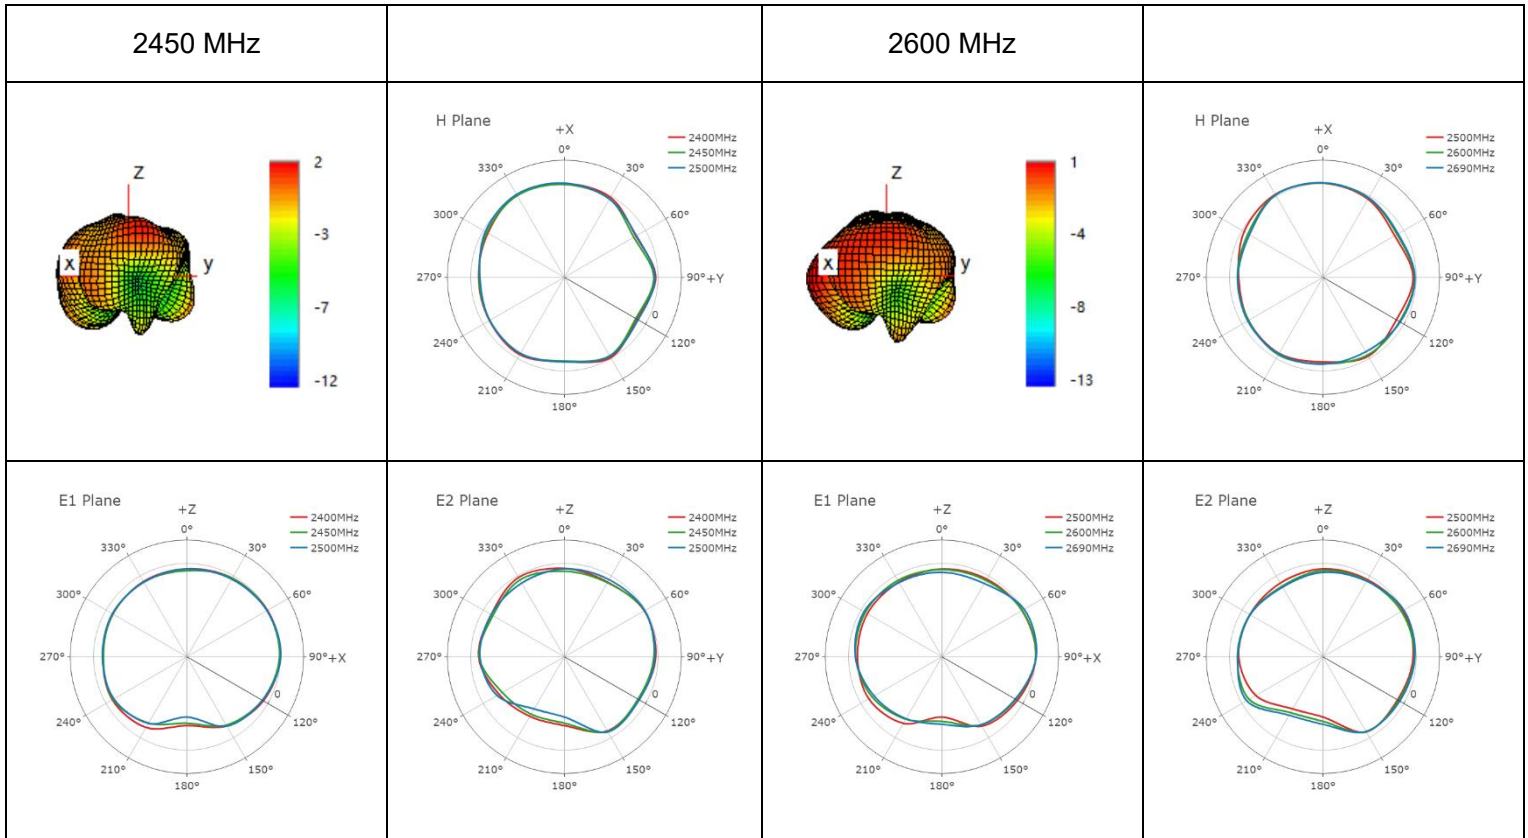 2450 MHz
2600 MHz
Z
x
y
2
-3
-7
-12
H Plane
+X
0°
2400MHz
2450MHz
2500MHz
330°
30°
300°
60°
270°
90°+Y
0
240°
120°
210°
150°
180°
Z
x
y
1
-4
-8
-13
H Plane
+X
0°
2500MHz
2600MHz
2690MHz
330°
30°
300°
60°
270°
90°+Y
0
240°
120°
210°
150°
180°
E1 Plane
+Z
0°
2400MHz
2450MHz
2500MHz
330°
30°
300°
60°
270°
90°+X
0
240°
120°
210°
150°
180°
E2 Plane
+Z
0°
2400MHz
2450MHz
2500MHz
330°
30°
300°
60°
270°
90°+Y
0
240°
120°
210°
150°
180°
E1 Plane
+Z
0°
2500MHz
2600MHz
2690MHz
330°
30°
300°
60°
270°
90°+X
0
240°
120°
210°
150°
180°
E2 Plane
+Z
0°
2500MHz
2600MHz
2690MHz
330°
30°
300°
60°
270°
90°+Y
0
240°
120°
210°
150°
180°